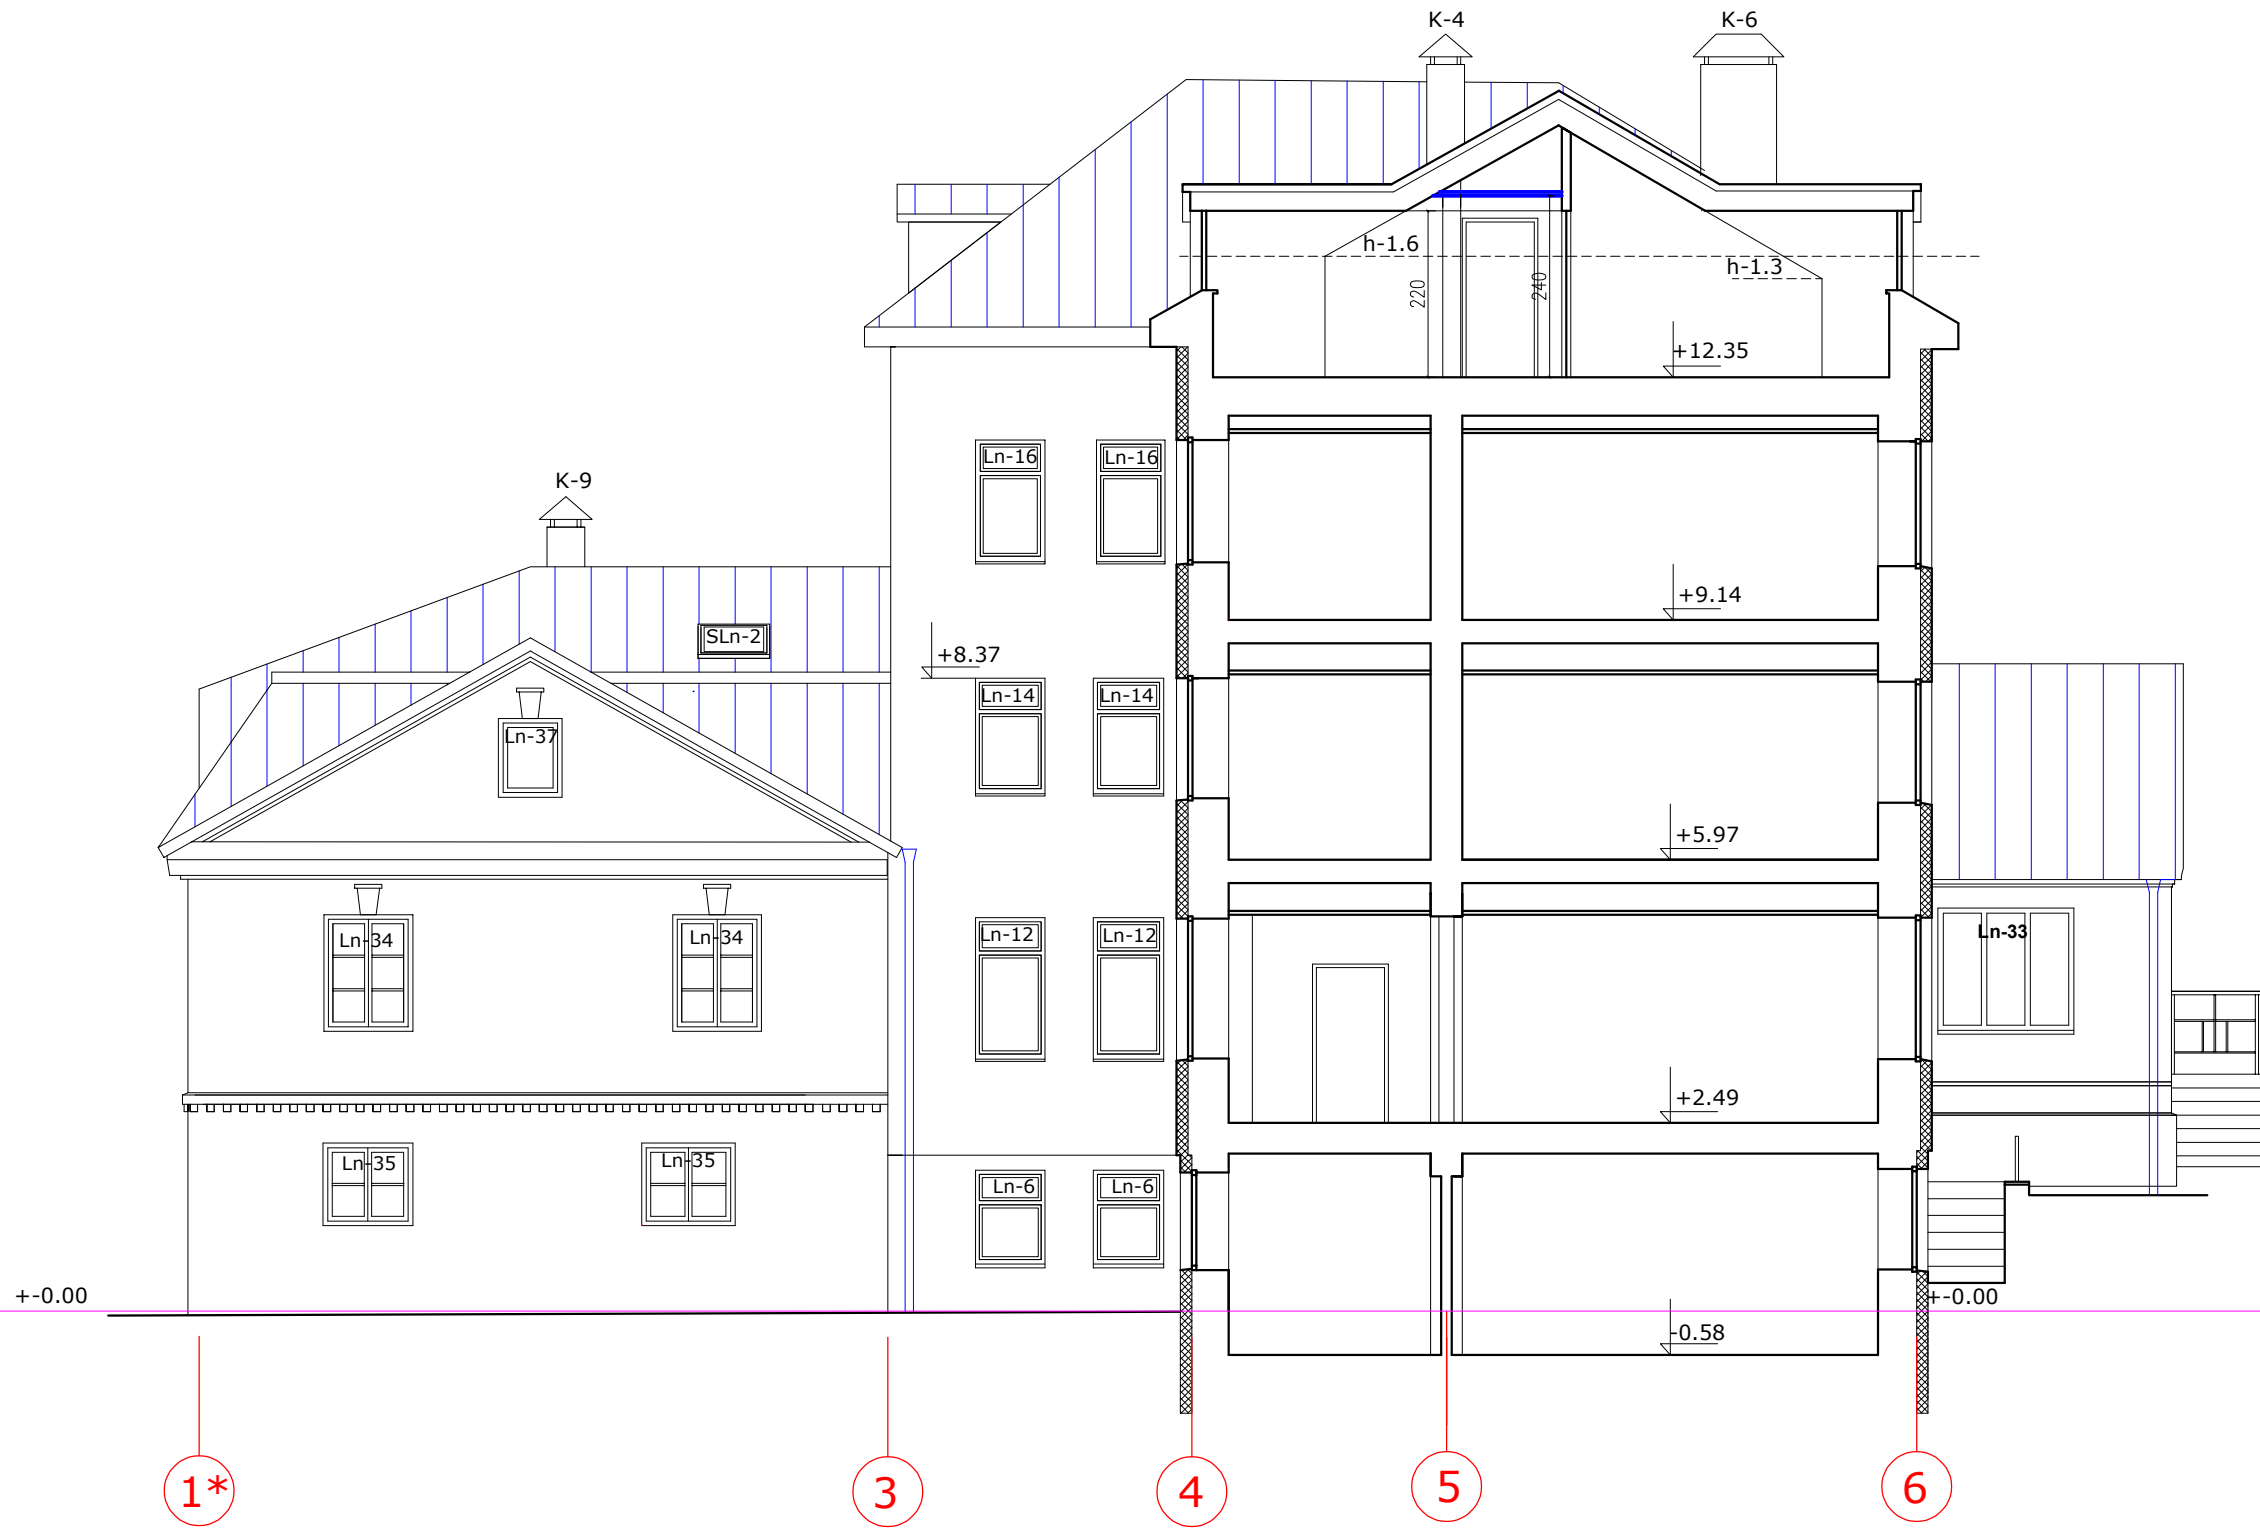 K-4
K-6
h-1.6
h-1.3
220
240
+12.35
Ln-16
Ln-16
K-9
+9.14
SLn-2
+8.37
Ln-14
Ln-14
Ln-37
+5.97
Ln-34
Ln-34
Ln-12
Ln-12
Ln-33
+2.49
Ln-35
Ln-35
Ln-6
Ln-6
+-0.00
+-0.00
-0.58
1*
3
4
5
6